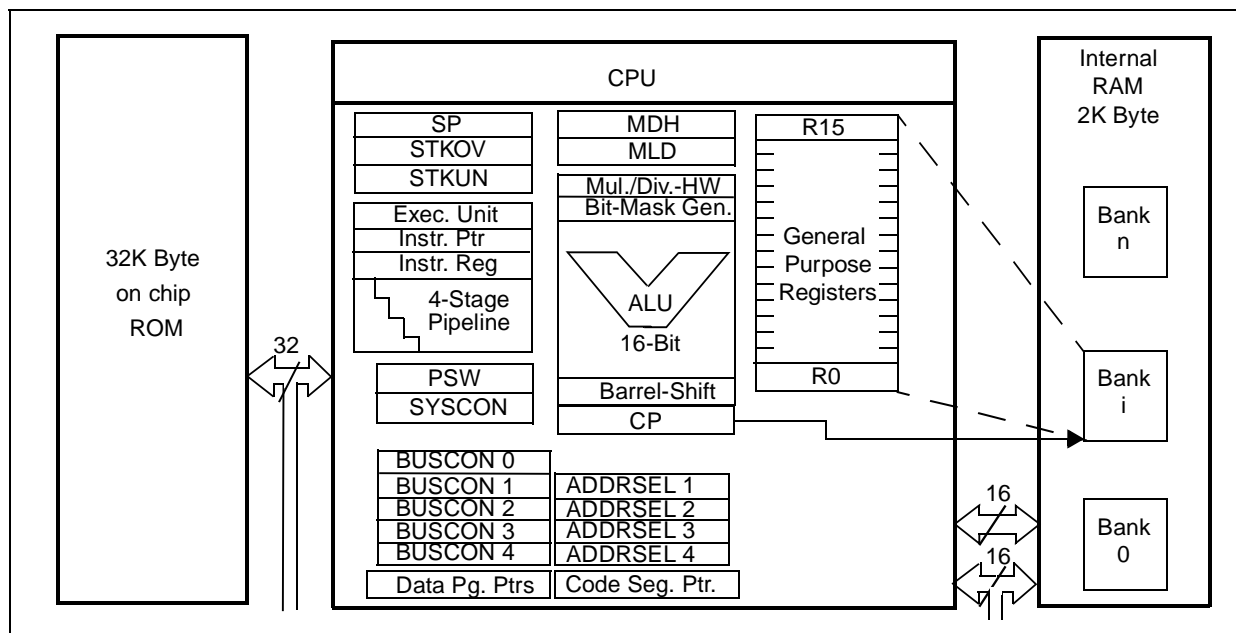 32K Byte
on chip
ROM
32
CPU
SP
STKOV
STKUN
Exec. Unit
Instr. Ptr
Instr. Reg
4-Stage
Pipeline
PSW
SYSCON
BUSCON 0
BUSCON 1
BUSCON 2
BUSCON 3
BUSCON 4
Data Pg. Ptrs
MDH
MLD
Mul./Div.-HW
Bit-Mask Gen.
ALU
16-Bit
Barrel-Shift
CP
ADDRSEL 1
ADDRSEL 2
ADDRSEL 3
ADDRSEL 4
Code Seg. Ptr.
R15
General
Purpose
Registers
R0
16
16
Internal
RAM
2K Byte
Bank
n
Bank
i
Bank
0